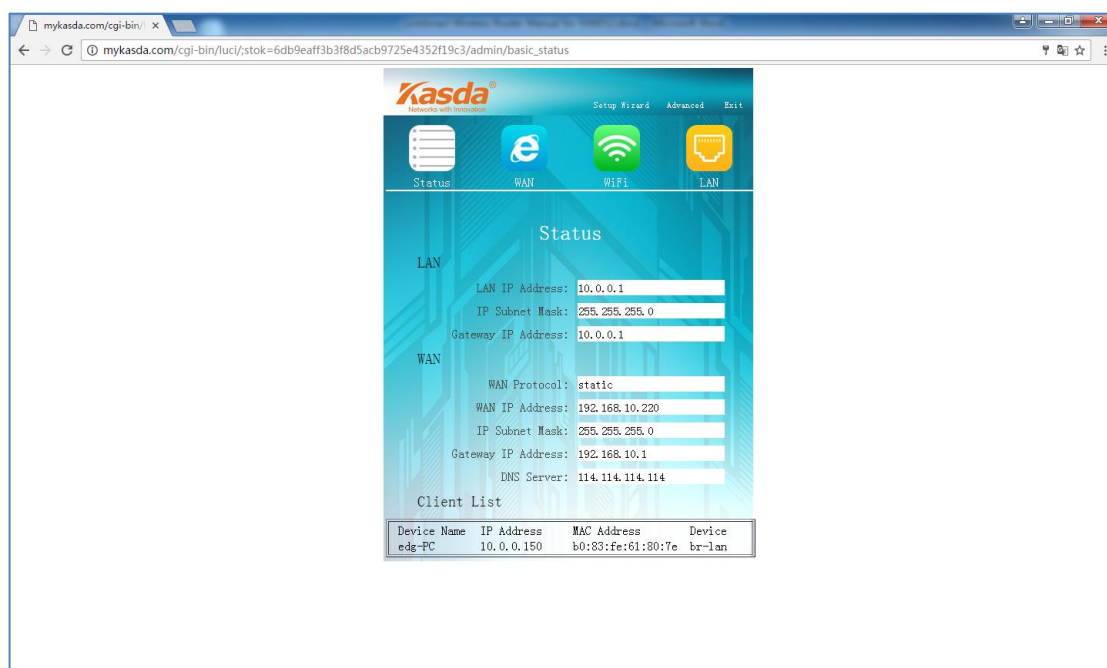 mykasda.com/cgi-bin/l
mykasda.com/cgi-bin/luci/;stok=6db9eaff3b3f8d5acb9725e4352f19c3/admin/basic_status
Kasda®
Networks with Innovation
Setup Wizard Advanced Exit
Status WAN WiFi LAN
Status
LAN
LAN IP Address: 10.0.0.1
IP Subnet Mask: 255.255.255.0
Gateway IP Address: 10.0.0.1
WAN
WAN Protocol: static
WAN IP Address: 192.168.10.220
IP Subnet Mask: 255.255.255.0
Gateway IP Address: 192.168.10.1
DNS Server: 114.114.114.114
Client List
Device Name IP Address MAC Address Device
edg-PC 10.0.0.150 b0:83:fe:61:80:7e br-lan